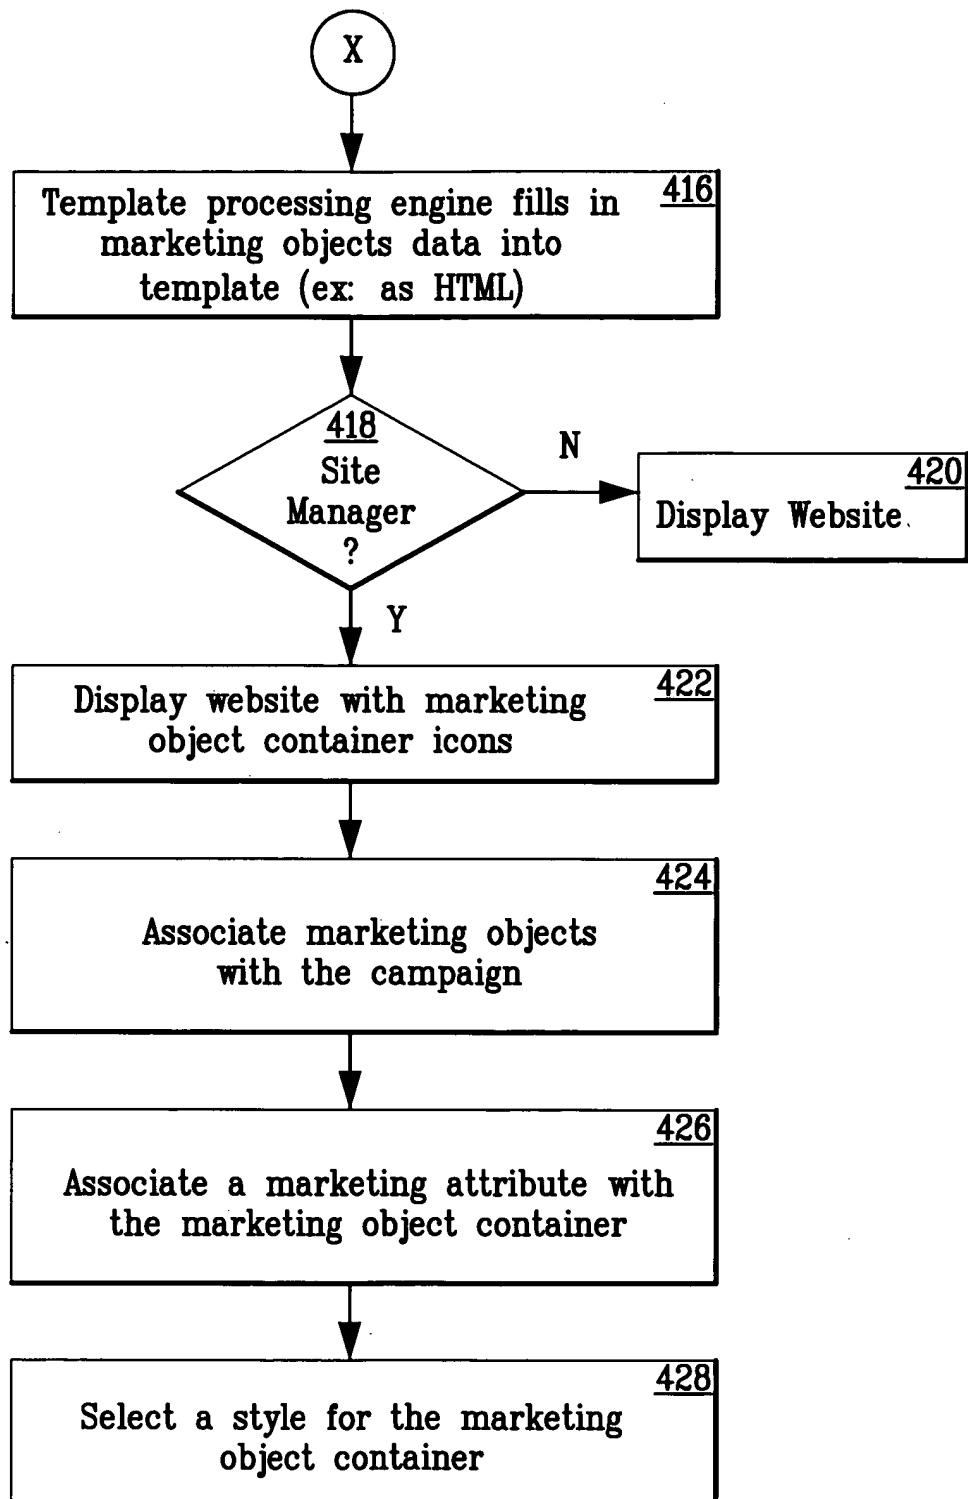 X
416
Template processing engine fills in
marketing objects data into
template (ex: as HTML)
418
Site
Manager
?
N
420
Display Website
Y
422
Display website with marketing
object container icons
424
Associate marketing objects
with the campaign
426
Associate a marketing attribute with
the marketing object container
428
Select a style for the marketing
object container